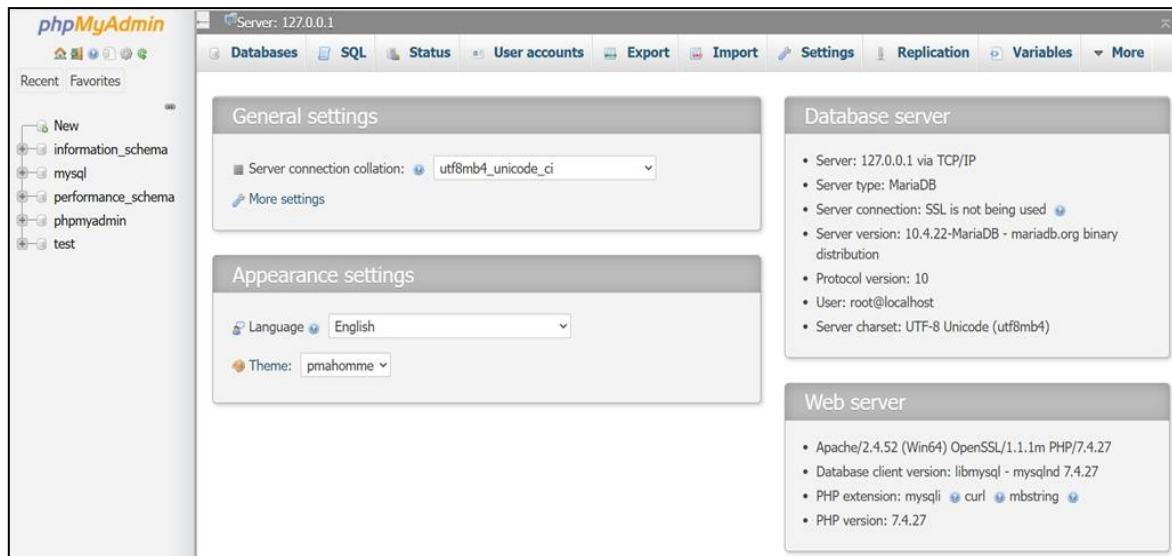 phpMyAdmin
Recent Favorites
New
information_schema
mysql
performance_schema
phpmyadmin
test
Server: 127.0.0.1
Databases SQL Status User accounts Export Import Settings Replication Variables More
General settings
Server connection collation: utf8mb4_unicode_ci
More settings
Appearance settings
Language English
Theme: pmahomme
Database server
• Server: 127.0.0.1 via TCP/IP
• Server type: MariaDB
• Server connection: SSL is not being used
• Server version: 10.4.22-MariaDB - mariadb.org binary
distribution
• Protocol version: 10
• User: root@localhost
• Server charset: UTF-8 Unicode (utf8mb4)
Web server
• Apache/2.4.52 (Win64) OpenSSL/1.1.1m PHP/7.4.27
• Database client version: libmysql - mysqlnd 7.4.27
• PHP extension: mysqli curl mbstring
• PHP version: 7.4.27